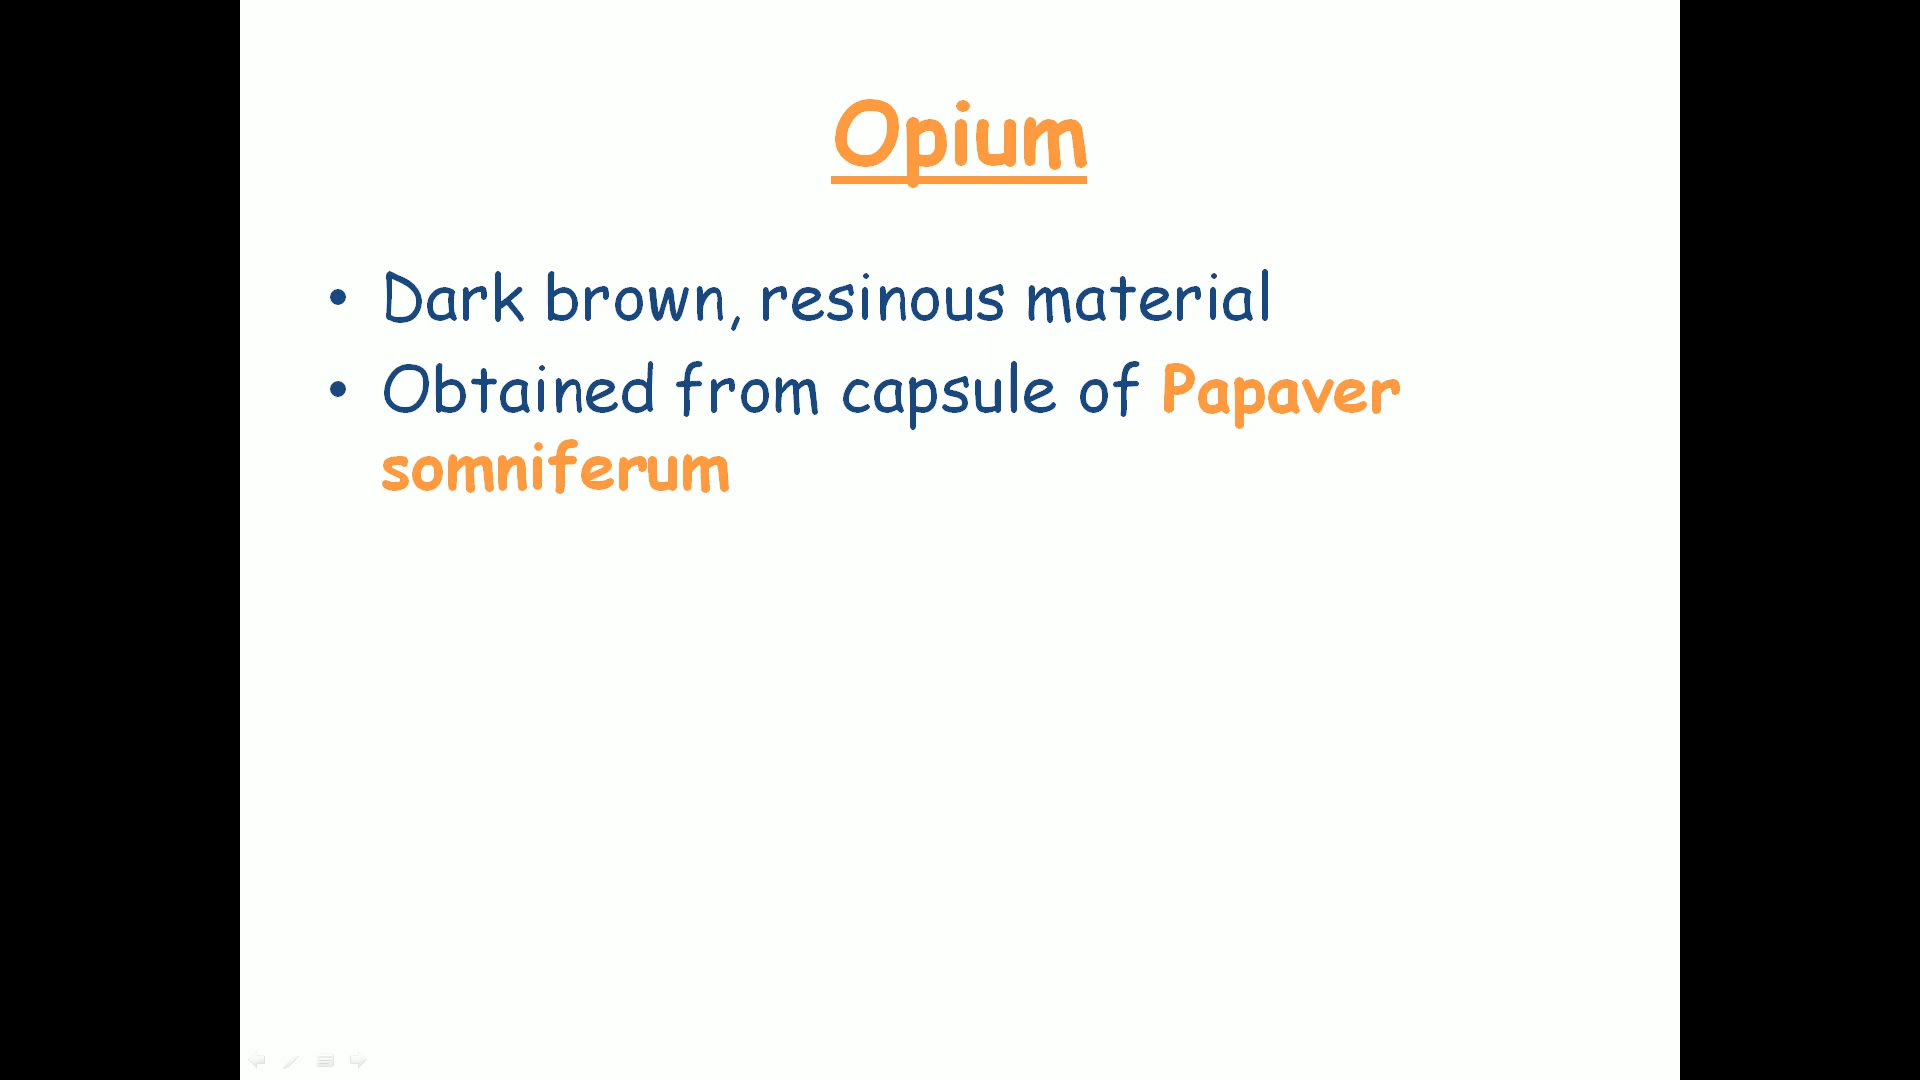 Opium
• Dark brown, resinous material
• Obtained from capsule of Papaver
somniferum